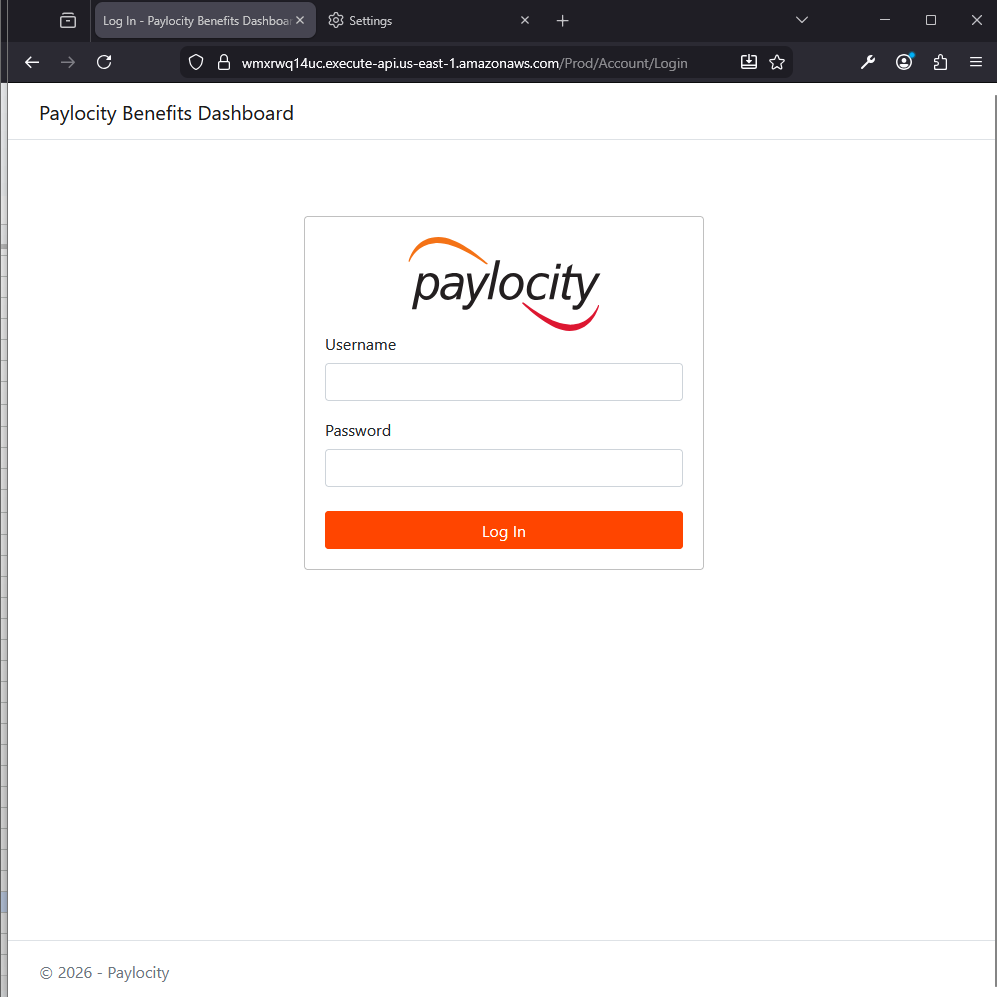 Log In - Paylocity Benefits Dashboar
Settings
wmxrwq14uc.execute-api.us-east-1.amazonaws.com/Prod/Account/Login
Paylocity Benefits Dashboard
paylocity
Username
Password
Log In
© 2026 - Paylocity